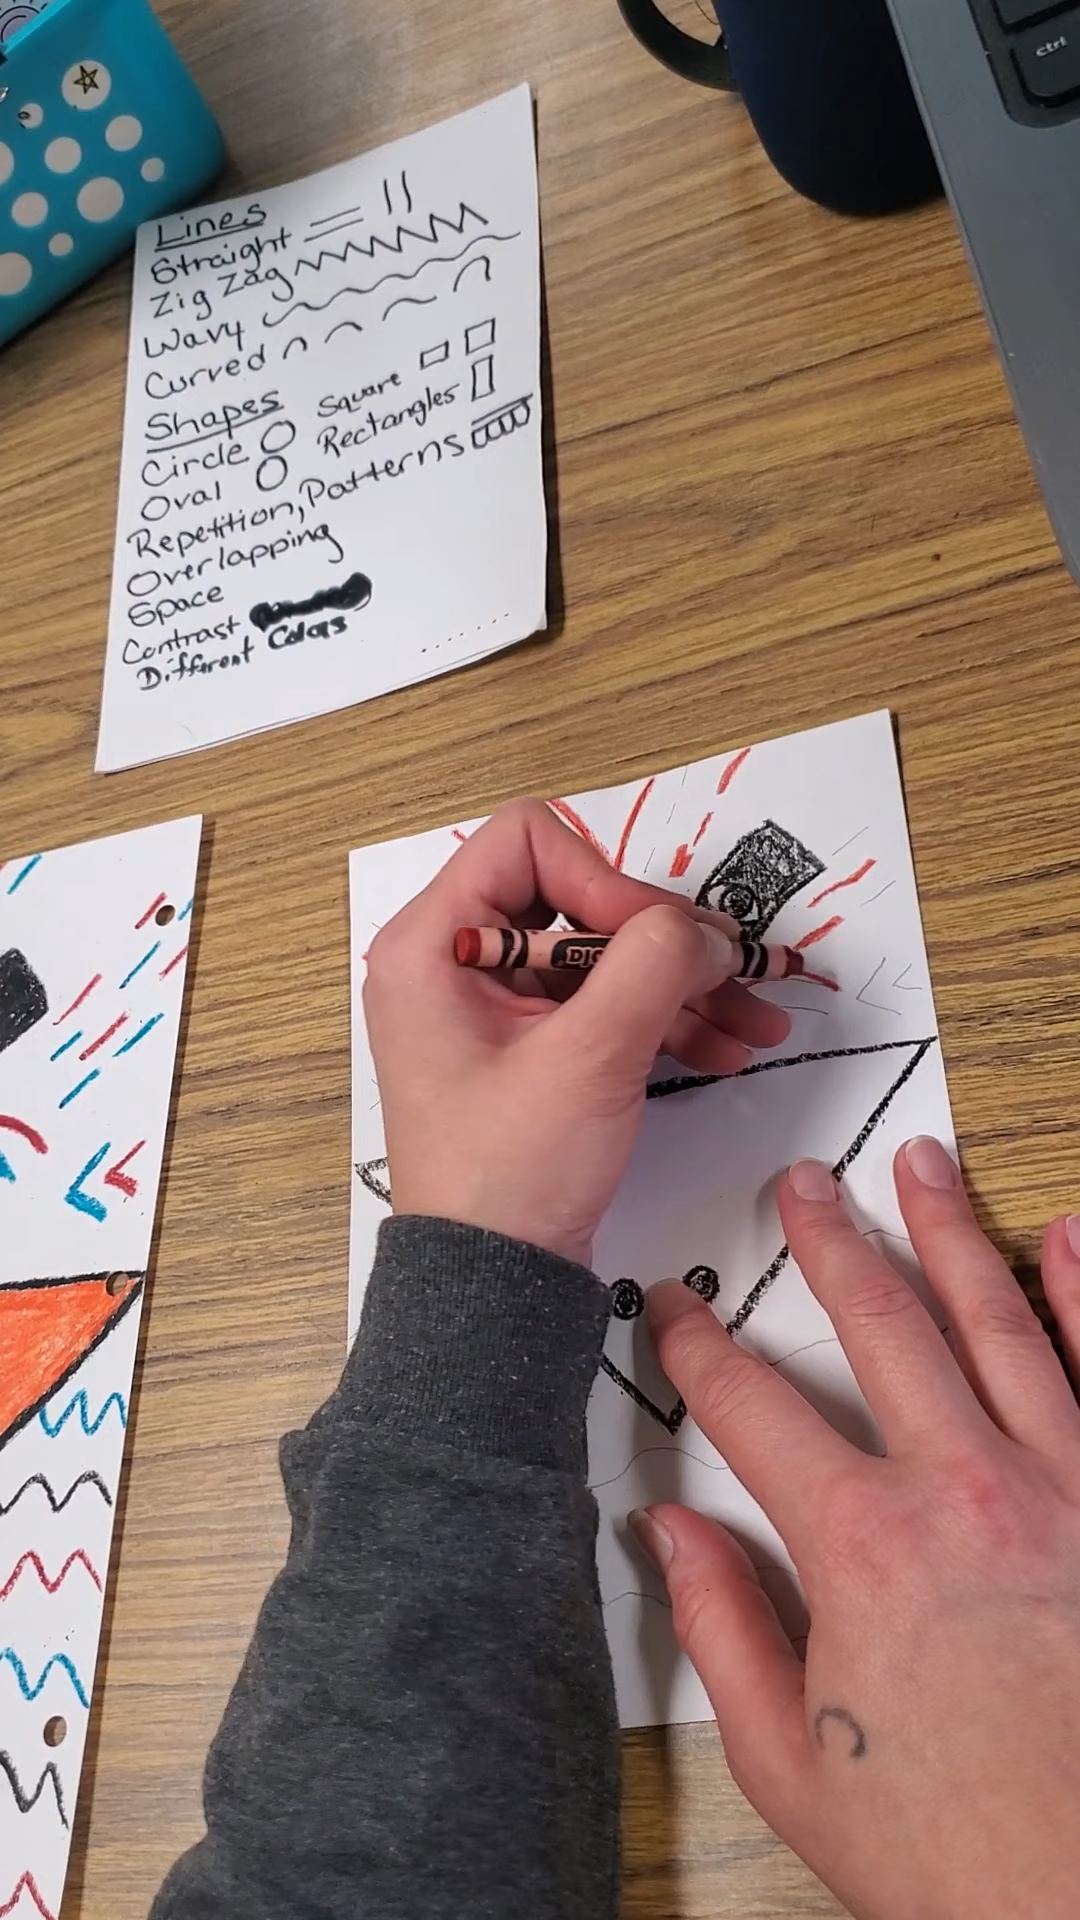 ctrl
Lines
Straight
Zig Zag
Wavy
Curved
Shapes
Circle Square
Oval Rectangles
Repetition, Patterns
Overlapping
Space
Contrast
Different Colors